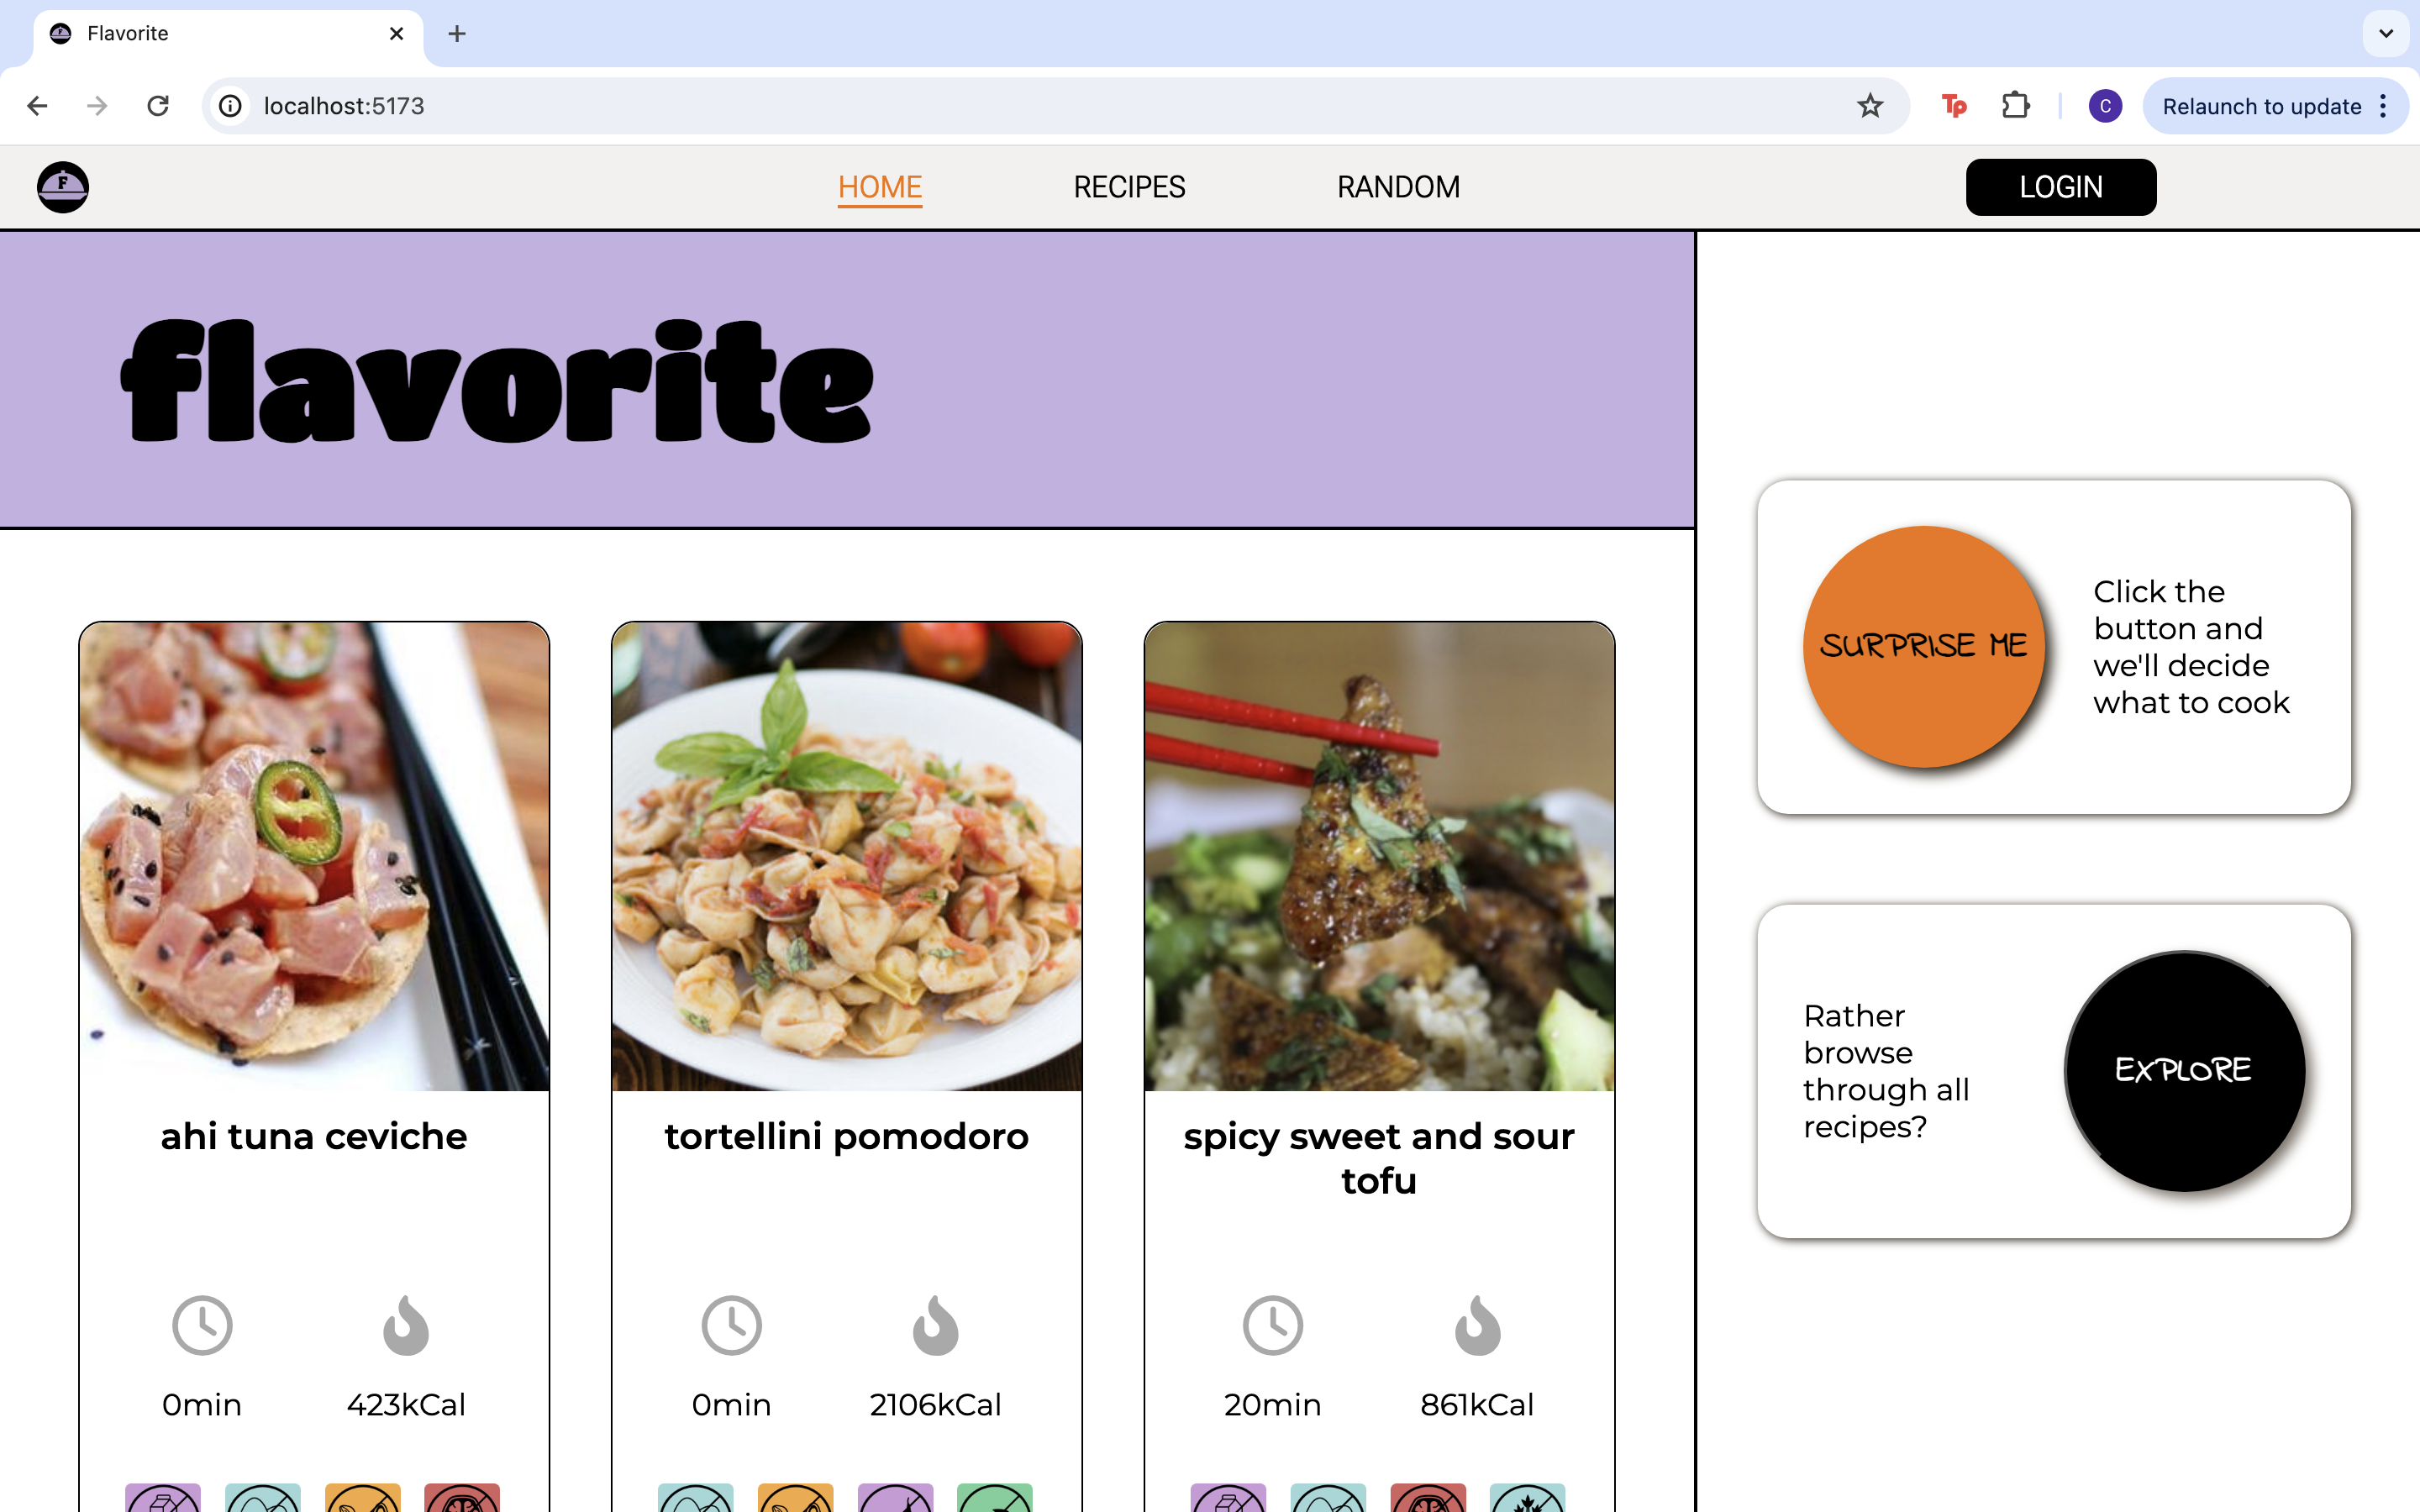 Flavorite
localhost:5173
Tp
C
Relaunch to update
F
HOME
RECIPES
RANDOM
LOGIN
flavorite
SURPRISE ME
Click the
button and
we'll decide
what to cook
Rather
browse
through all
recipes?
EXPLORE
ahi tuna ceviche
0min
423kCal
tortellini pomodoro
0min
2106kCal
spicy sweet and sour
tofu
20min
861kCal